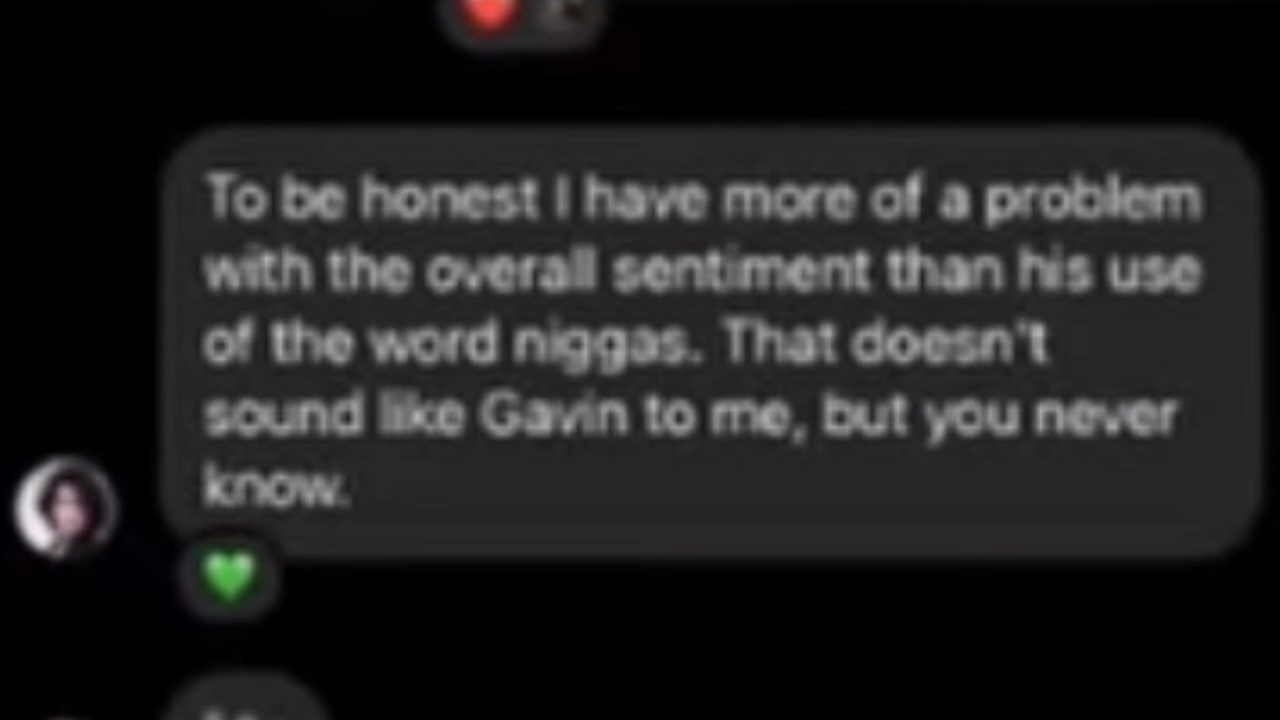 To be honest I have more of a problem
with the overall sentiment than his use
of the word niggas. That doesn't
sound like Gavin to me, but you never
know.